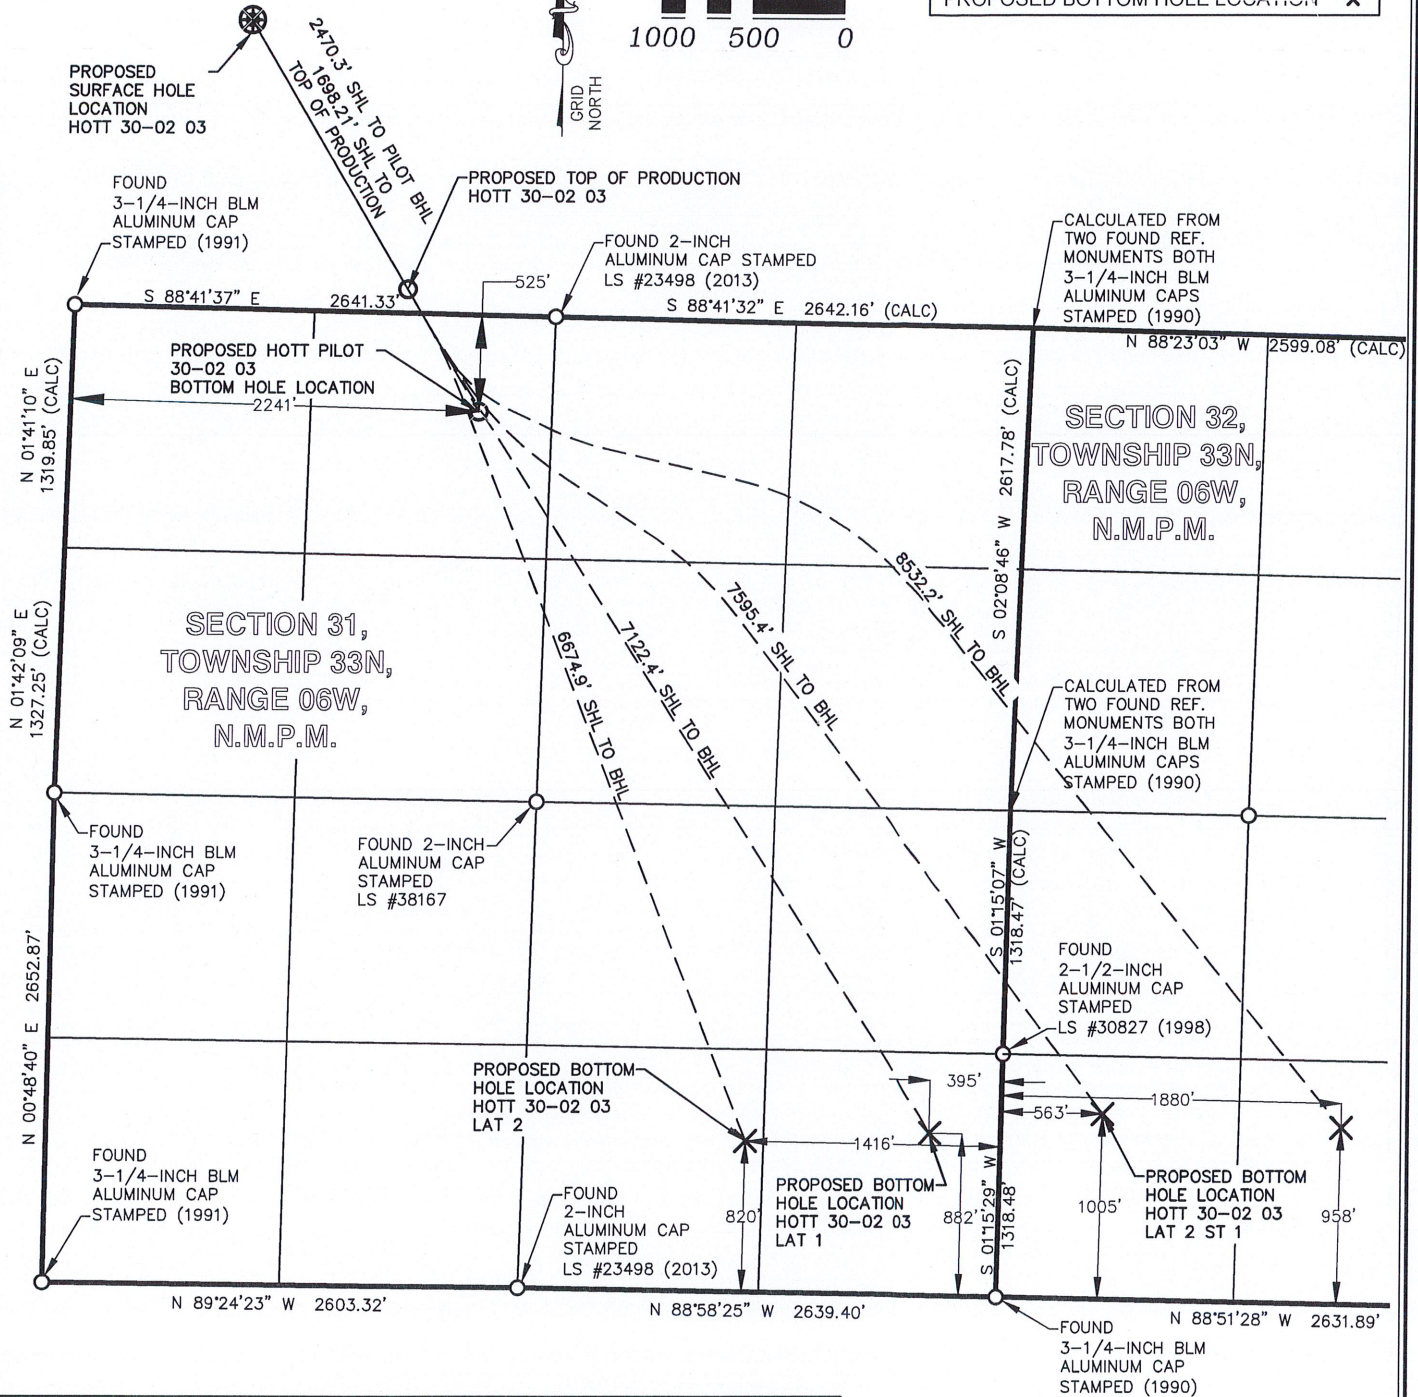 PROPOSED BOTTOM HOLE LOCATION X
1000 500 0
GRID
NORTH
PROPOSED
SURFACE HOLE
LOCATION
HOTT 30-02 03
2470.3' SHL TO PILOT BHL
1698.21' SHL TO
TOP OF PRODUCTION
PROPOSED TOP OF PRODUCTION
HOTT 30-02 03
FOUND
3-1/4-INCH BLM
ALUMINUM CAP
STAMPED (1991)
FOUND 2-INCH
ALUMINUM CAP STAMPED
LS #23498 (2013)
CALCULATED FROM
TWO FOUND REF.
MONUMENTS BOTH
3-1/4-INCH BLM
ALUMINUM CAPS
STAMPED (1990)
525'
S 88°41'37" E 2641.33'
S 88°41'32" E 2642.16' (CALC)
N 88°23'03" W 2599.08' (CALC)
PROPOSED HOTT PILOT
30-02 03
BOTTOM HOLE LOCATION
2241'
N 01°41'10" E
1319.85' (CALC)
S 02°08'46" W 2617.78' (CALC)
SECTION 32,
TOWNSHIP 33N,
RANGE 06W,
N.M.P.M.
SECTION 31,
TOWNSHIP 33N,
RANGE 06W,
N.M.P.M.
N 01°42'09" E
1327.25' (CALC)
6674.9' SHL TO BHL
7122.4' SHL TO BHL
7595.4' SHL TO BHL
8532.2' SHL TO BHL
CALCULATED FROM
TWO FOUND REF.
MONUMENTS BOTH
3-1/4-INCH BLM
ALUMINUM CAPS
STAMPED (1990)
FOUND
3-1/4-INCH BLM
ALUMINUM CAP
STAMPED (1991)
FOUND 2-INCH
ALUMINUM CAP
STAMPED
LS #38167
S 01°15'07" W
1318.47' (CALC)
N 00°48'40" E 2652.87'
FOUND
2-1/2-INCH
ALUMINUM CAP
STAMPED
LS #30827 (1998)
PROPOSED BOTTOM
HOLE LOCATION
HOTT 30-02 03
LAT 2
395'
1880'
563'
1416'
FOUND
3-1/4-INCH BLM
ALUMINUM CAP
STAMPED (1991)
FOUND
2-INCH
ALUMINUM CAP
STAMPED
LS #23498 (2013)
820'
PROPOSED BOTTOM
HOLE LOCATION
HOTT 30-02 03
LAT 1
882'
S 01°15'29" W
1318.48'
1005'
PROPOSED BOTTOM
HOLE LOCATION
HOTT 30-02 03
LAT 2 ST 1
958'
N 89°24'23" W 2603.32'
N 88°58'25" W 2639.40'
N 88°51'28" W 2631.89'
FOUND
3-1/4-INCH BLM
ALUMINUM CAP
STAMPED (1990)